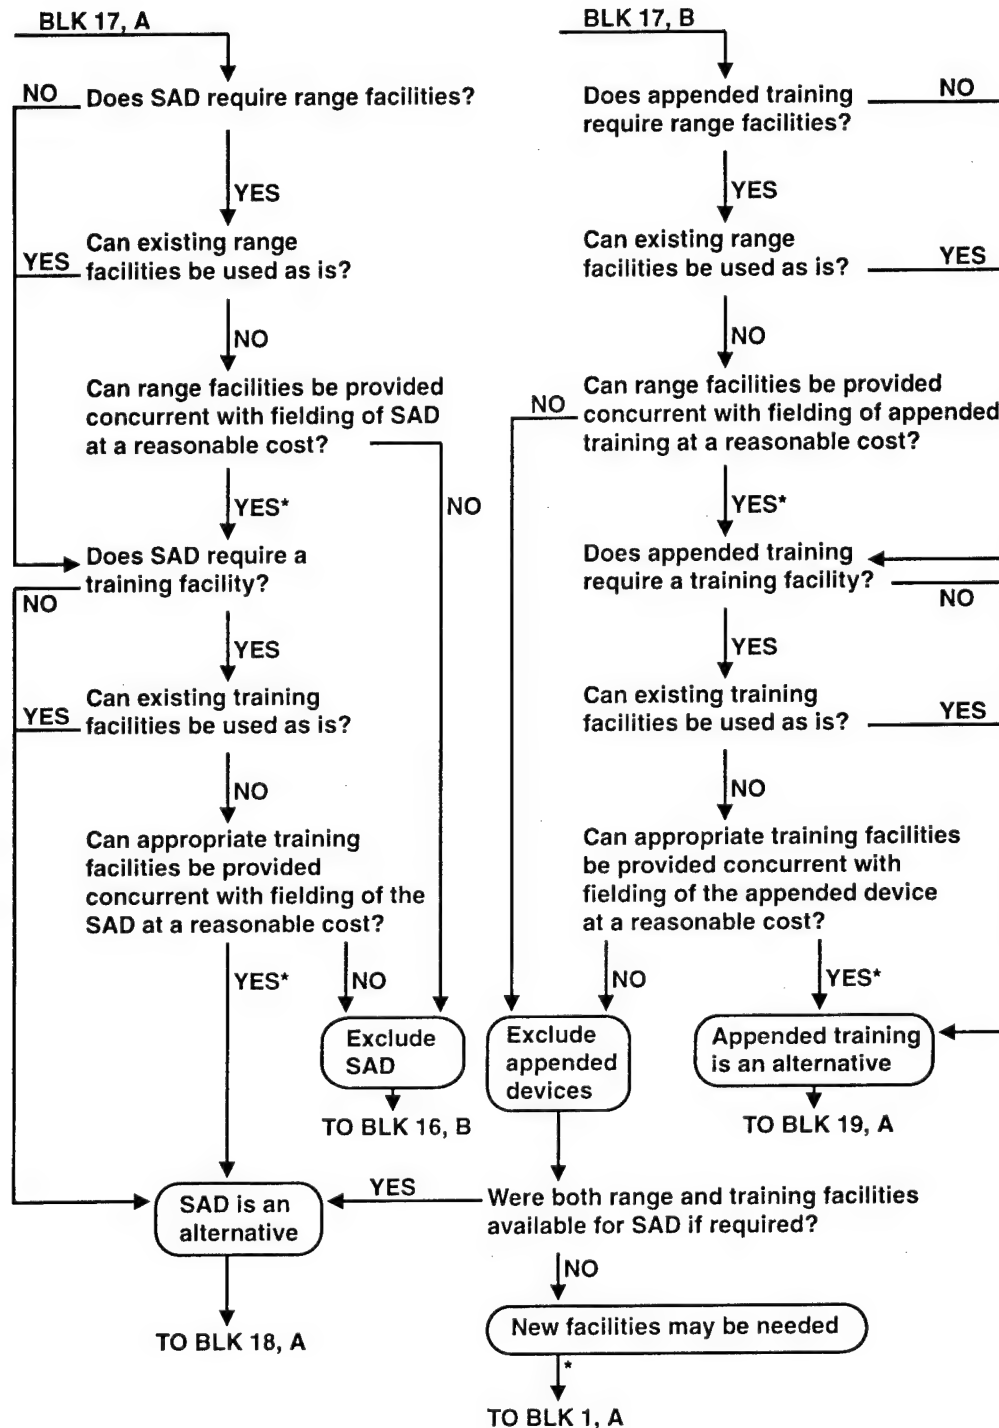 BLK 17, A
NO
Does SAD require range facilities?
YES
Can existing range
facilities be used as is?
YES
NO
Can range facilities be provided
concurrent with fielding of SAD
at a reasonable cost?
NO
YES*
Does SAD require a
training facility?
NO
YES
Can existing training
facilities be used as is?
YES
NO
Can appropriate training
facilities be provided
concurrent with fielding of the
SAD at a reasonable cost?
YES*
NO
Exclude
SAD
TO BLK 16, B
SAD is an
alternative
TO BLK 18, A
BLK 17, B
Does appended training
require range facilities?
NO
YES
Can existing range
facilities be used as is?
YES
NO
Can range facilities be provided
concurrent with fielding of appended
training at a reasonable cost?
NO
YES*
Does appended training
require a training facility?
NO
YES
Can existing training
facilities be used as is?
YES
NO
Can appropriate training facilities
be provided concurrent with
fielding of the appended device
at a reasonable cost?
NO
YES*
Exclude
appended
devices
Appended training
is an alternative
TO BLK 19, A
Were both range and training facilities
available for SAD if required?
YES
NO
New facilities may be needed
*
TO BLK 1, A